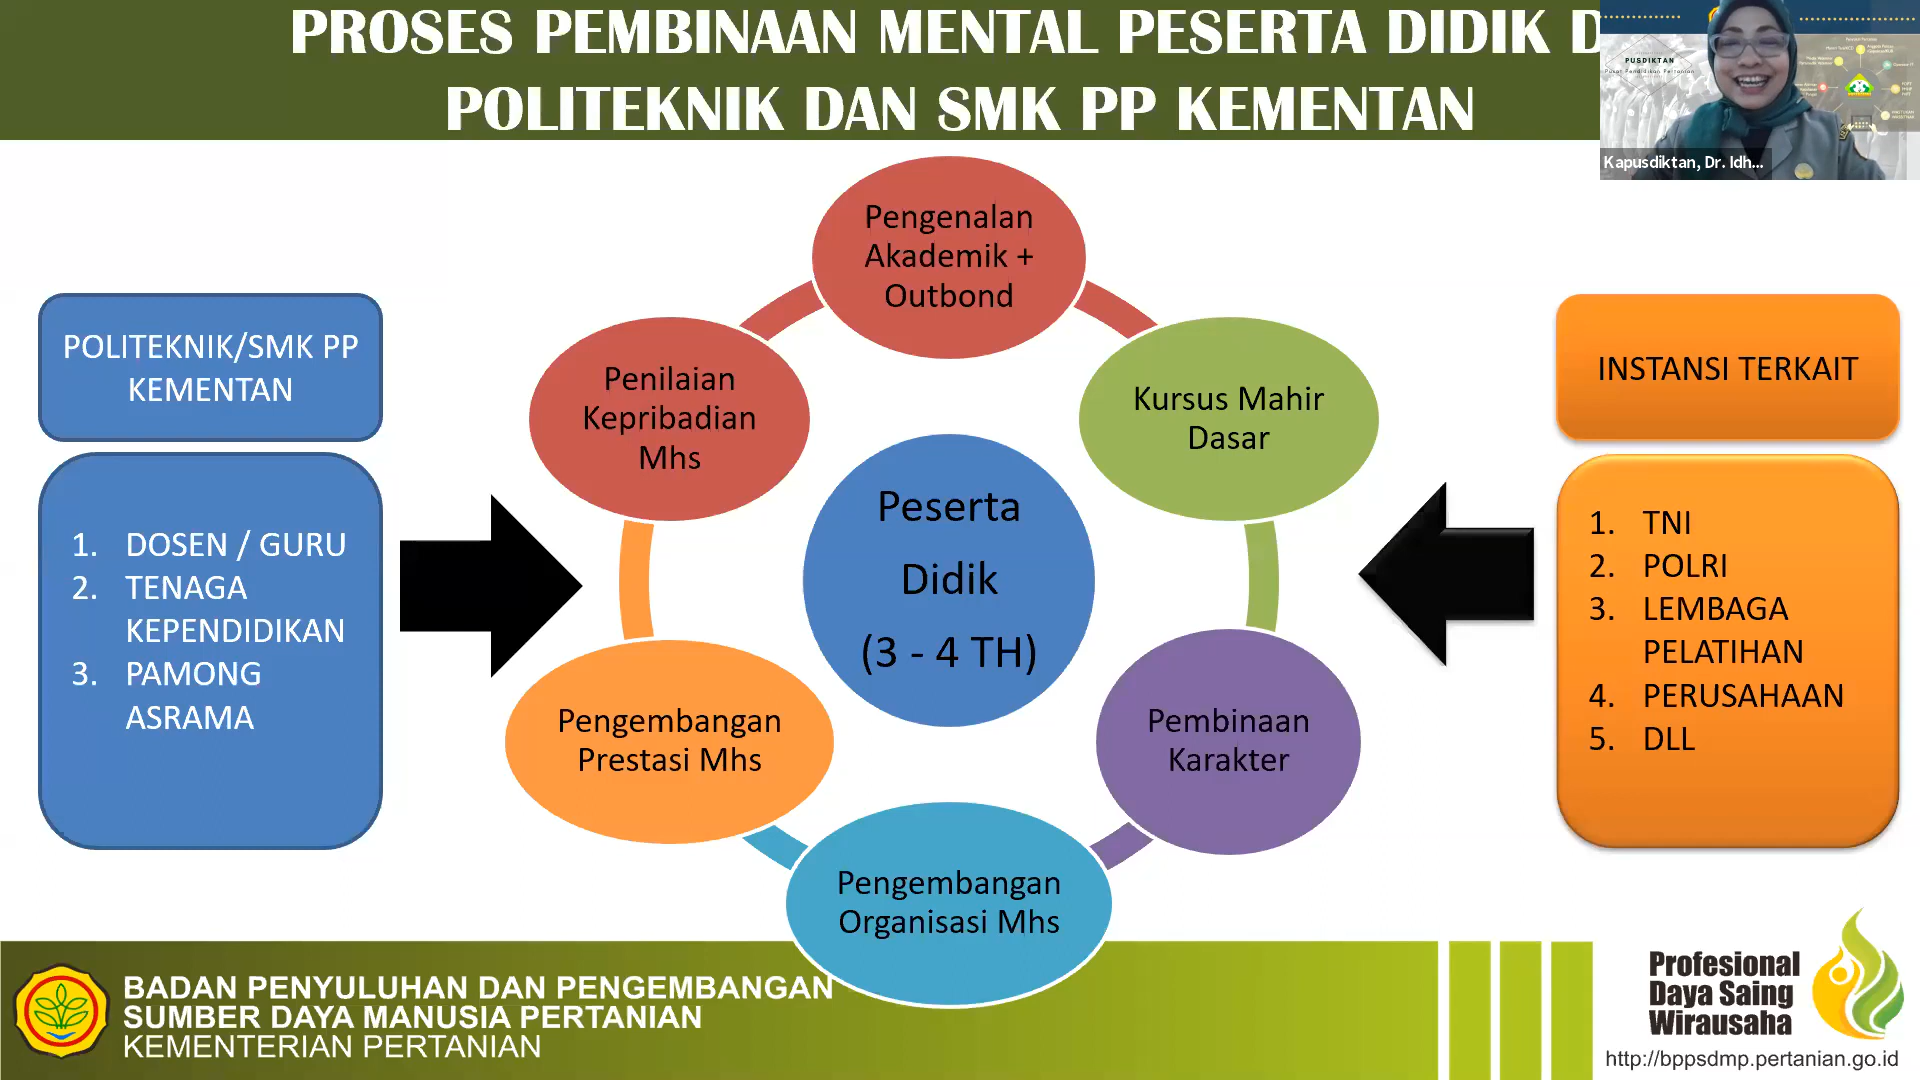 PROSES PEMBINAAN MENTAL PESERTA DIDIK D
POLITEKNIK DAN SMK PP KEMENTAN
PUSDIKTAN
Pusat Pendidikan Pertanian
Kapusdiktan, Dr. Idh...
Pengenalan
Akademik +
Outbond
POLITEKNIK/SMK PP
KEMENTAN
Penilaian
Kepribadian
Mhs
Kursus Mahir
Dasar
INSTANSI TERKAIT
1. DOSEN / GURU
2. TENAGA
KEPENDIDIKAN
3. PAMONG
ASRAMA
Peserta
Didik
(3 - 4 TH)
1. TNI
2. POLRI
3. LEMBAGA
PELATIHAN
4. PERUSAHAAN
5. DLL
Pengembangan
Prestasi Mhs
Pembinaan
Karakter
Pengembangan
Organisasi Mhs
BADAN PENYULUHAN DAN PENGEMBANGAN
SUMBER DAYA MANUSIA PERTANIAN
KEMENTERIAN PERTANIAN
Profesional
Daya Saing
Wirausaha
http://bppsdmp.pertanian.go.id